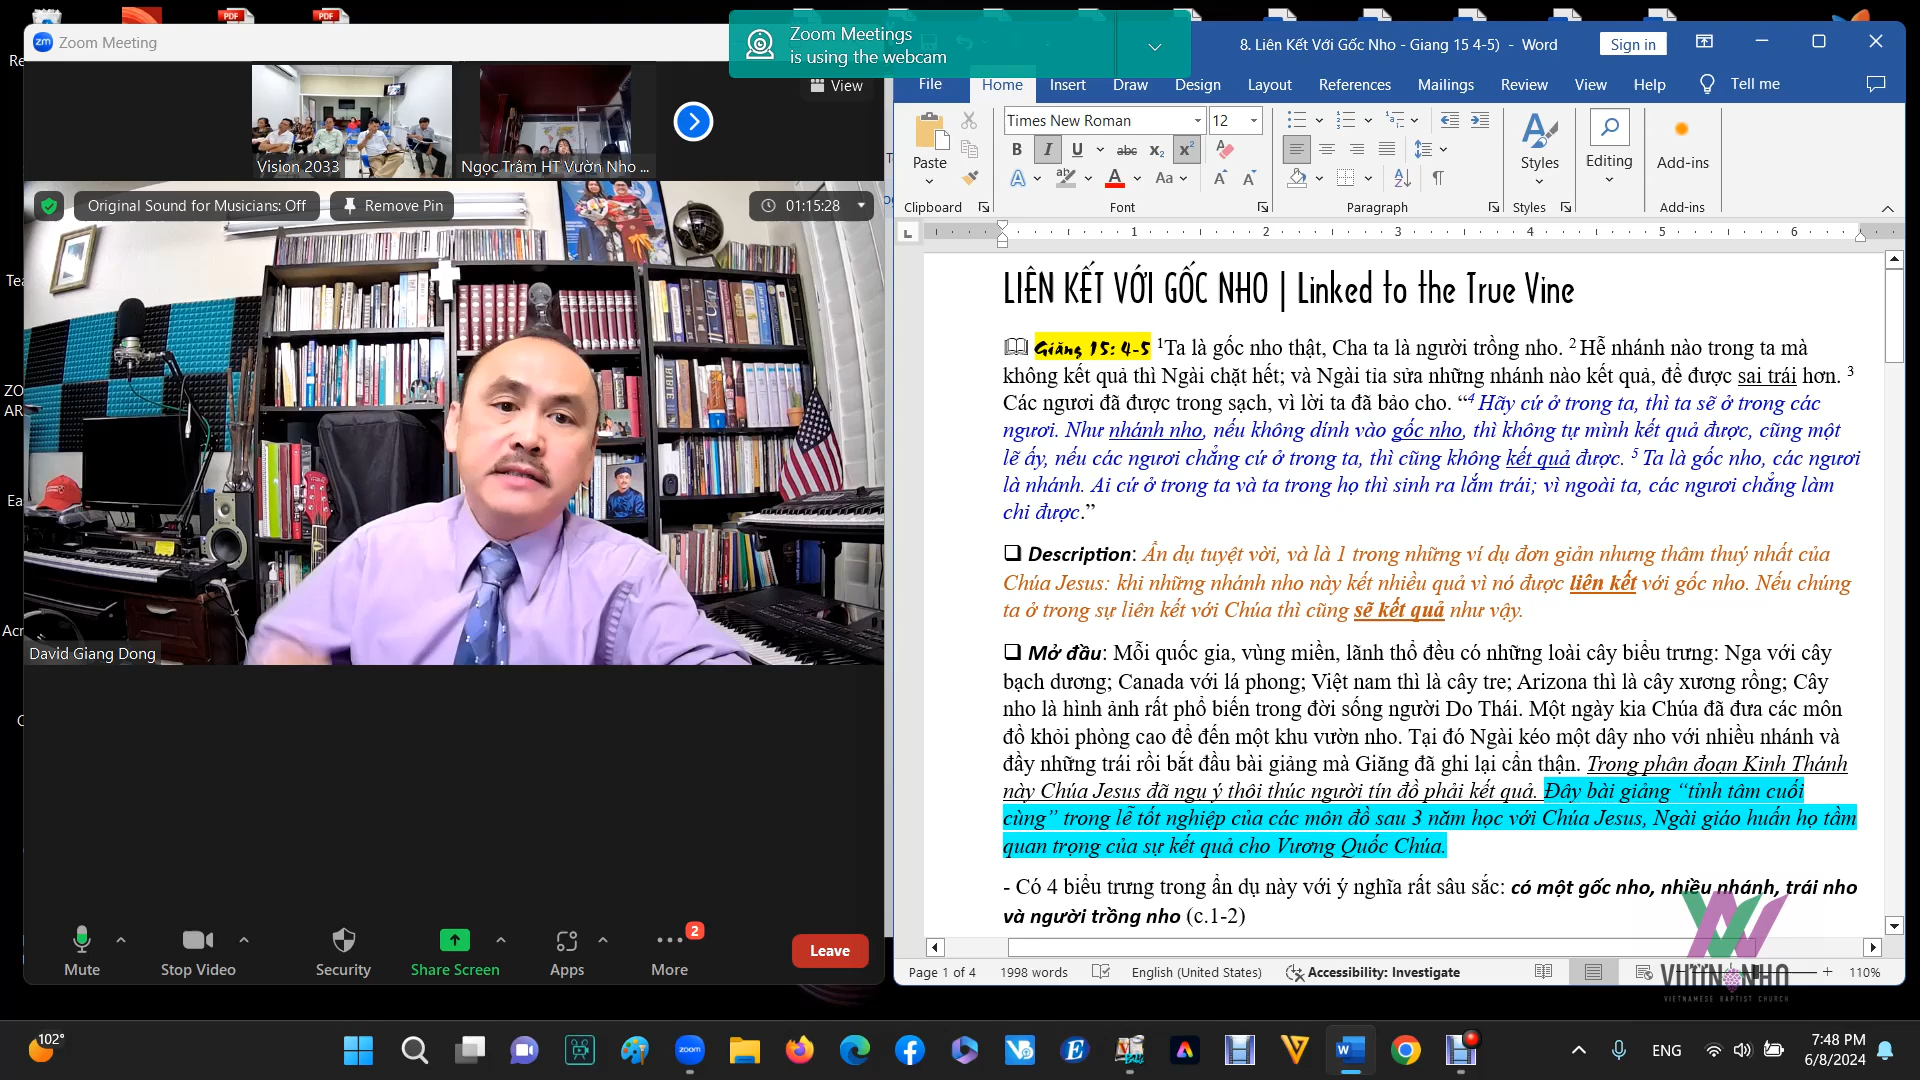 Zoom Meeting
Zoom Meetings
is using the webcam
View
Vision 2033
Ngọc Trâm HT Vườn Nho ...
Original Sound for Musicians: Off
Remove Pin
01:15:28
David Giang Dong
Mute
Stop Video
Security
Share Screen
Apps
2
More
Leave
8. Liên Kết Với Gốc Nho - Giang 15 4-5) - Word
Sign in
File
Home
Insert
Draw
Design
Layout
References
Mailings
Review
View
Help
Tell me
Paste
Times New Roman
12
Styles
Editing
Add-ins
Clipboard
Font
Paragraph
Styles
Add-ins
1 2 3 4 5 6
LIÊN KẾT VỚI GỐC NHO | Linked to the True Vine
Giăng 15: 4-5 1Ta là gốc nho thật, Cha ta là người trồng nho. 2 Hễ nhánh nào trong ta mà
không kết quả thì Ngài chặt hết; và Ngài tỉa sửa những nhánh nào kết quả, để được sai trái hơn. 3
Các ngươi đã được trong sạch, vì lời ta đã bảo cho. “4 Hãy cứ ở trong ta, thì ta sẽ ở trong các
ngươi. Như nhánh nho, nếu không dính vào gốc nho, thì không tự mình kết quả được, cũng một
lẽ ấy, nếu các ngươi chẳng cứ ở trong ta, thì cũng không kết quả được. 5 Ta là gốc nho, các ngươi
là nhánh. Ai cứ ở trong ta và ta trong họ thì sinh ra lắm trái; vì ngoài ta, các ngươi chẳng làm
chi được.”
❑ Description: Ẩn dụ tuyệt vời, và là 1 trong những ví dụ đơn giản nhưng thâm thuý nhất của
Chúa Jesus: khi những nhánh nho này kết nhiều quả vì nó được liên kết với gốc nho. Nếu chúng
ta ở trong sự liên kết với Chúa thì cũng sẽ kết quả như vậy.
❑ Mở đầu: Mỗi quốc gia, vùng miền, lãnh thổ đều có những loài cây biểu trưng: Nga với cây
bạch dương; Canada với lá phong; Việt nam thì là cây tre; Arizona thì là cây xương rồng; Cây
nho là hình ảnh rất phổ biến trong đời sống người Do Thái. Một ngày kia Chúa đã đưa các môn
đồ khỏi phòng cao để đến một khu vườn nho. Tại đó Ngài kéo một dây nho với nhiều nhánh và
đầy những trái rồi bắt đầu bài giảng mà Giăng đã ghi lại cẩn thận. Trong phân đoạn Kinh Thánh
này Chúa Jesus đã ngụ ý thôi thúc người tín đồ phải kết quả. Đây bài giảng “tỉnh tâm cuối
cùng” trong lễ tốt nghiệp của các môn đồ sau 3 năm học với Chúa Jesus, Ngài giáo huấn họ tầm
quan trọng của sự kết quả cho Vương Quốc Chúa.
- Có 4 biểu trưng trong ẩn dụ này với ý nghĩa rất sâu sắc: có một gốc nho, nhiều nhánh, trái nho
và người trồng nho (c.1-2)
VƯỜN NHO
VIETNAMESE BAPTIST CHURCH
Page 1 of 4
1998 words
English (United States)
Accessibility: Investigate
110%
102°
ENG
7:48 PM
6/8/2024